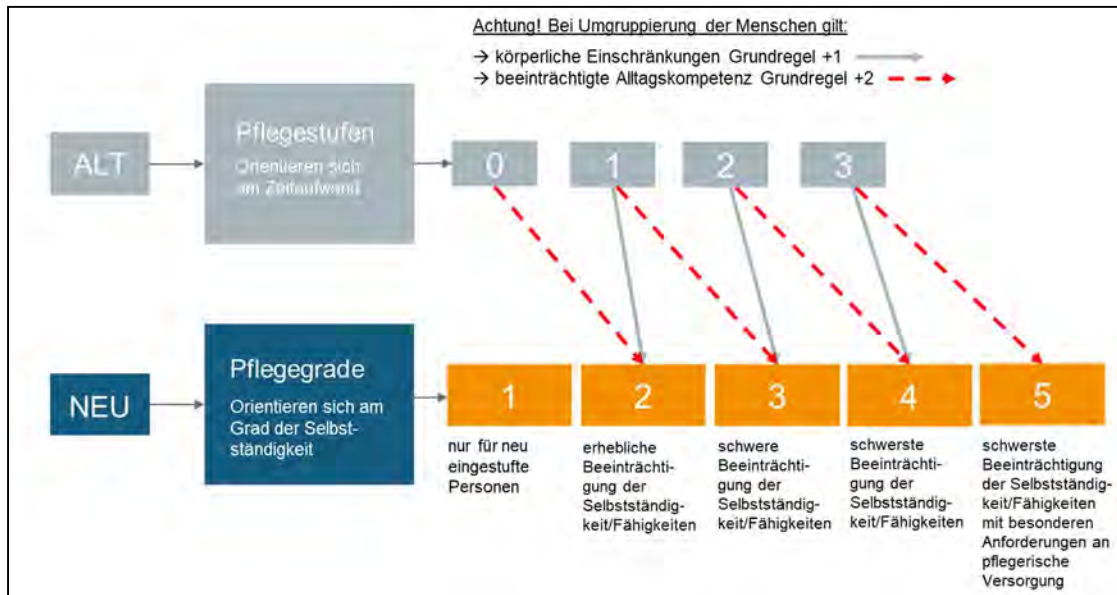 Achtung! Bei Umgruppierung der Menschen gilt:
→ körperliche Einschränkungen Grundregel +1
→ beeinträchtigte Alltagskompetenz Grundregel +2
ALT
Pflegestufen
Orientieren sich
am Zeitaufwand
0
1
2
3
NEU
Pflegegrade
Orientieren sich am
Grad der Selbst-
ständigkeit
1
2
3
4
5
nur für neu
eingestufte
Personen
erhebliche
Beeinträchti-
gung der
Selbstständig-
keit/Fähigkeiten
schwere
Beeinträchti-
gung der
Selbstständig-
keit/Fähigkeiten
schwerste
Beeinträchti-
gung der
Selbstständig-
keit/Fähigkeiten
schwerste
Beeinträchtigung
der Selbstständig-
keit/Fähigkeiten
mit besonderen
Anforderungen an
pflegerische
Versorgung